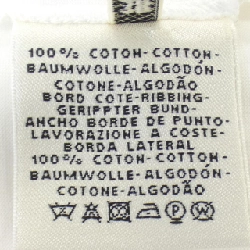 100% COTON-COTTON-
BAUMWOLLE-ALGODÓN-
COTONE-ALGODÃO
BORD COTE-RIBBING-
GERIPPTER BUND-
ANCHO BORDE DE PUNTO-
LAVORAZIONE A COSTE-
BORDA LATERAL
100% COTON-COTTON-
BAUMWOLLE-ALGODÓN-
COTONE-ALGODÃO
P W